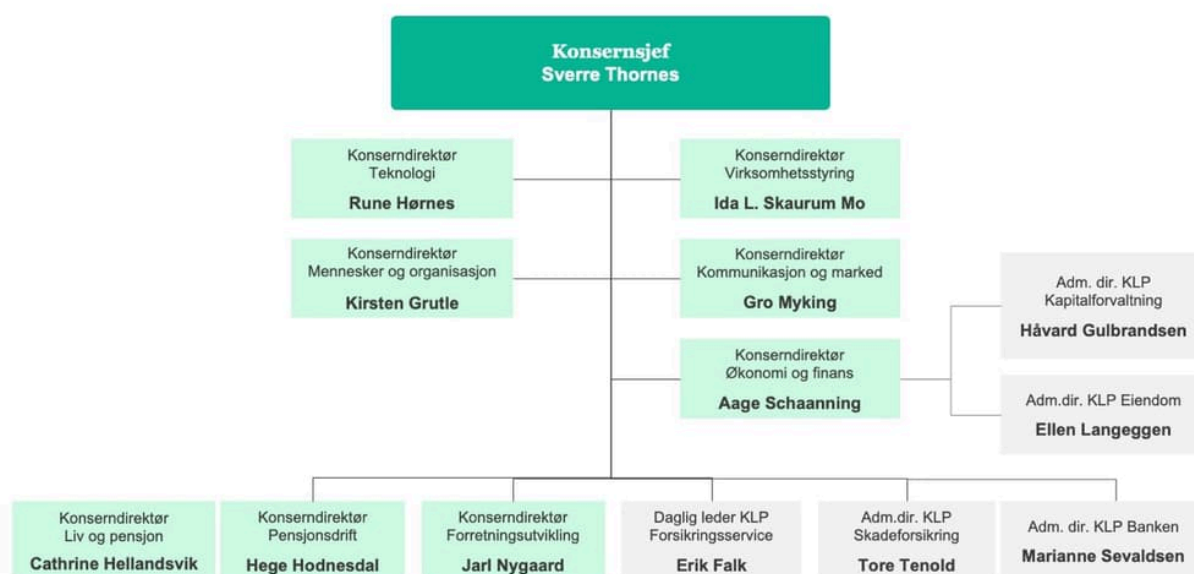 Konsernsjef
Sverre Thornes
Konserndirektør
Teknologi
Rune Hørnes
Konserndirektør
Virksomhetsstyring
Ida L. Skaurum Mo
Konserndirektør
Mennesker og organisasjon
Kirsten Grutle
Konserndirektør
Kommunikasjon og marked
Gro Myking
Adm. dir. KLP
Kapitalforvaltning
Håvard Gulbrandsen
Konserndirektør
Økonomi og finans
Aage Schaanning
Adm.dir. KLP Eiendom
Ellen Langeggen
Konserndirektør
Liv og pensjon
Cathrine Hellandsvik
Konserndirektør
Pensjonsdrift
Hege Hodnesdal
Konserndirektør
Forretningsutvikling
Jarl Nygaard
Daglig leder KLP
Forsikringsservice
Erik Falk
Adm.dir. KLP
Skadeforsikring
Tore Tenold
Adm. dir. KLP Banken
Marianne Sevaldsen